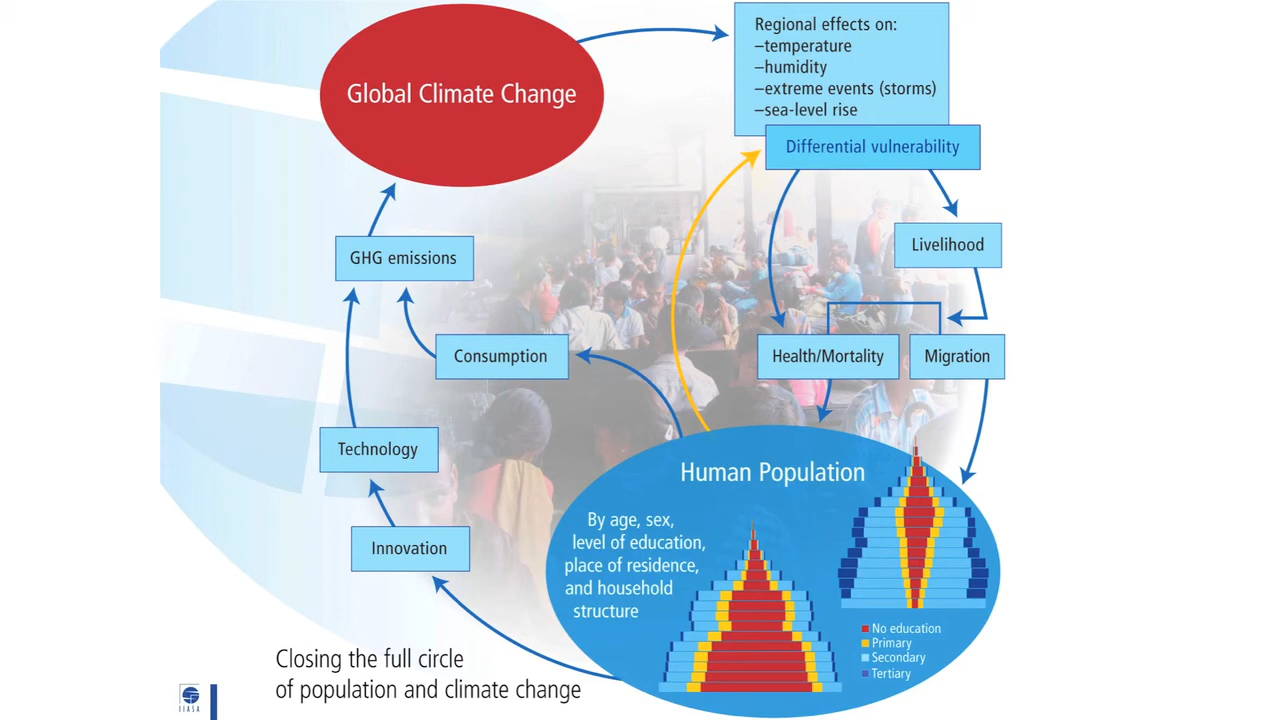 Global Climate Change
Regional effects on:
–temperature
–humidity
–extreme events (storms)
–sea-level rise
Differential vulnerability
Livelihood
GHG emissions
Consumption
Health/Mortality
Migration
Technology
Innovation
Human Population
By age, sex,
level of education,
place of residence,
and household
structure
No education
Primary
Secondary
Tertiary
Closing the full circle
of population and climate change
IIASA